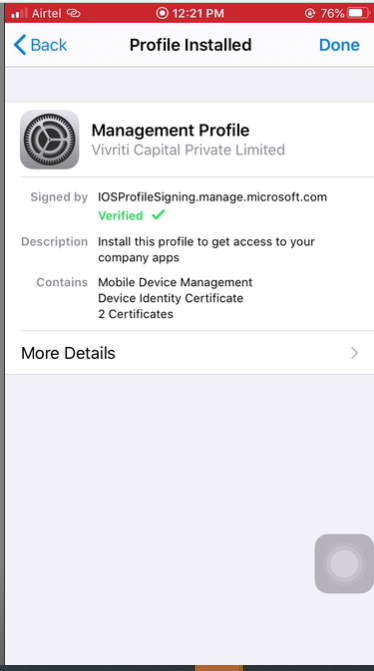 Airtel 12:21 PM 76%
Back Profile Installed Done
Management Profile
Vivriti Capital Private Limited
Signed by IOSProfileSigning.manage.microsoft.com
Verified
Description Install this profile to get access to your
company apps
Contains Mobile Device Management
Device Identity Certificate
2 Certificates
More Details